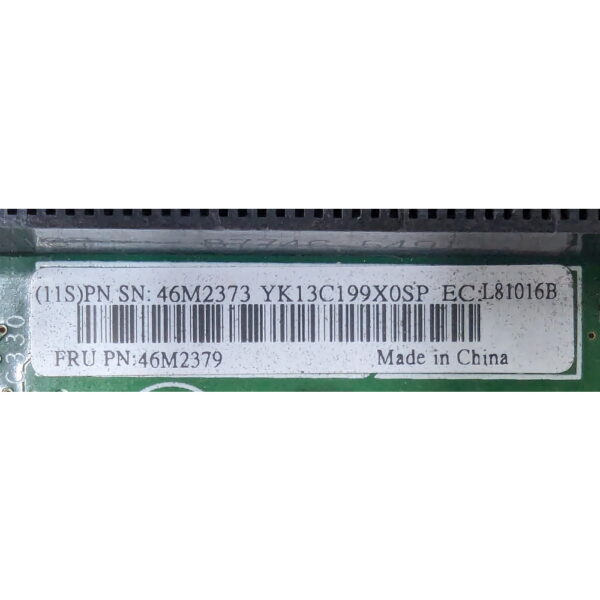 (11S)PN SN: 46M2373 YK13C199X0SP EC:L81016B
FRU PN:46M2379 Made in China